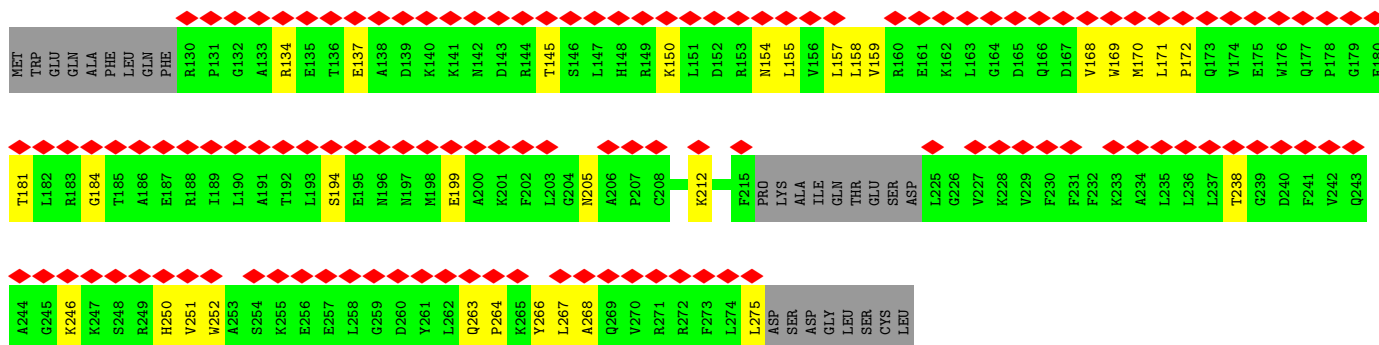 MET TRP GLU GLN ALA PHE LEU GLN PHE R130 P131 G132 A133 R134 E135 T136 E137 A138 D139 K140 K141 N142 D143 R144 T145 S146 L147 H148 R149 K150 L151 D152 R153 N154 L155 V156 L157 L158 V159 R160 E161 K162 L163 G164 D165 Q166 D167 V168 W169 M170 L171 P172 Q173 V174 E175 W176 Q177 P178 G179
T181 L182 R183 G184 T185 A186 E187 R188 I189 L190 A191 T192 L193 S194 E195 N196 N197 M198 E199 A200 K201 F202 L203 G204 N205 A206 P207 C208 K212 F215 PRO LYS ALA ILE GLN THR GLU SER ASP L225 G226 V227 K228 V229 F230 F231 F232 K233 A234 L235 L236 L237 T238 G239 D240 F241 V242 Q243
A244 G245 K246 K247 S248 R249 H250 V251 W252 A253 S254 K255 E256 E257 L258 G259 D260 Y261 L262 Q263 P264 K265 Y266 L267 A268 Q269 V270 R271 R272 F273 L274 L275 ASP SER ASP GLY LEU SER CYS LEU